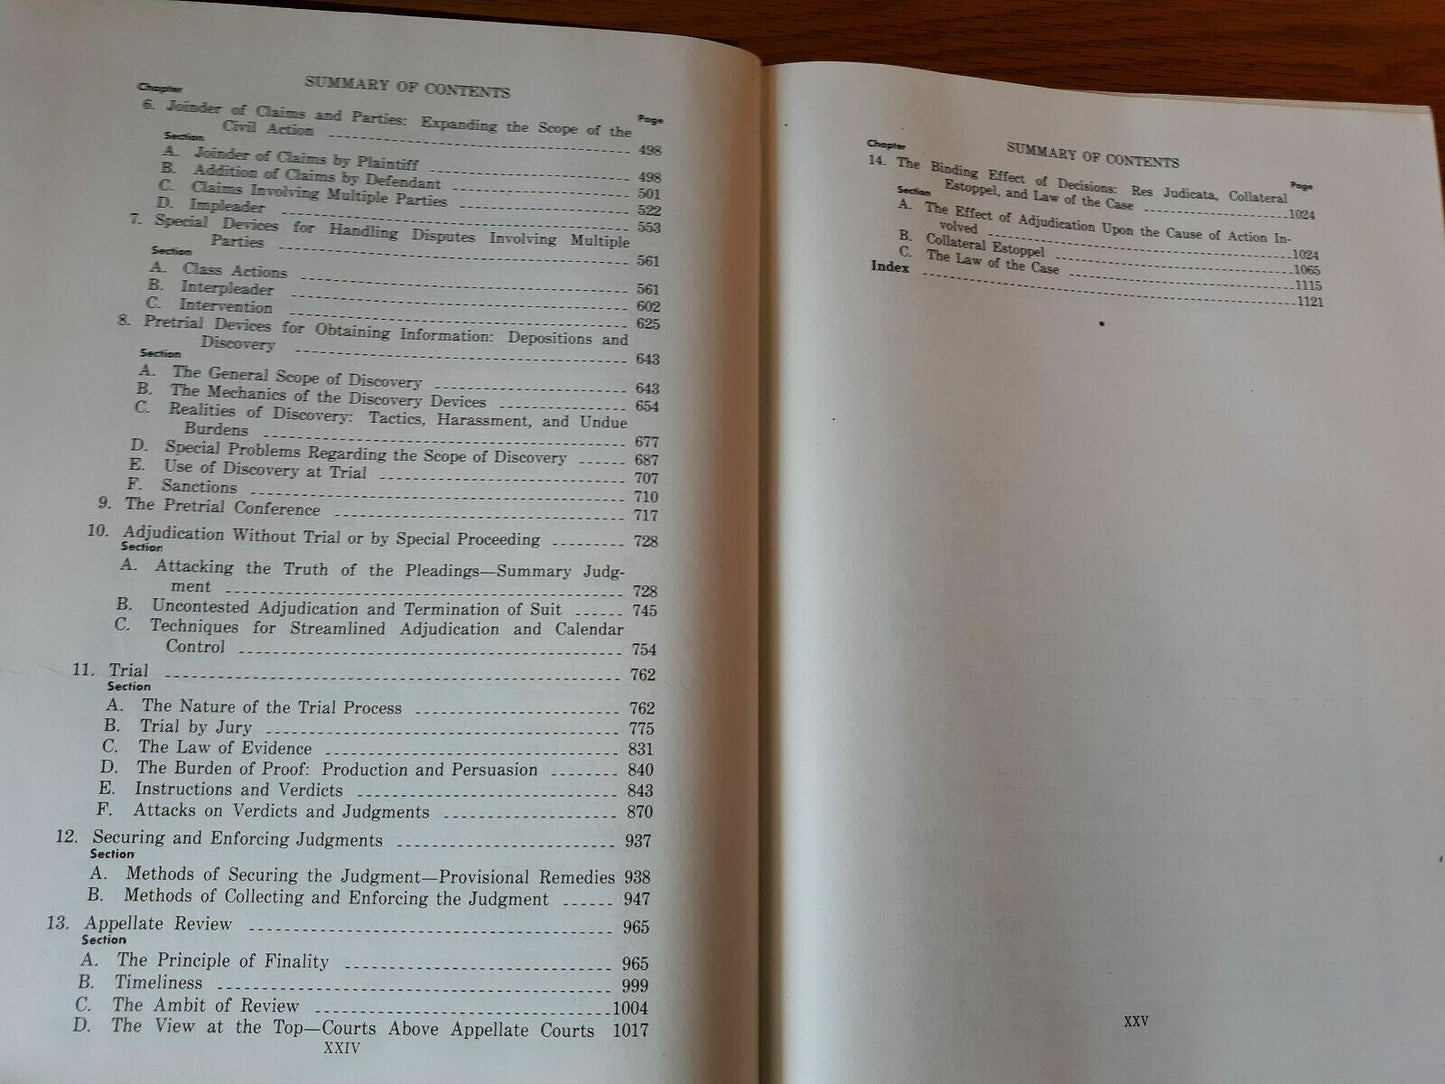 SUMMARY OF CONTENTS
Chapter Page
6. Joinder of Claims and Parties: Expanding the Scope of the
Civil Action 498
Section
A. Joinder of Claims by Plaintiff 498
B. Addition of Claims by Defendant 501
C. Claims Involving Multiple Parties 522
D. Impleader 553
7. Special Devices for Handling Disputes Involving Multiple
Parties 561
Section
A. Class Actions 561
B. Interpleader 602
C. Intervention 625
8. Pretrial Devices for Obtaining Information: Depositions and
Discovery 643
Section
A. The General Scope of Discovery 643
B. The Mechanics of the Discovery Devices 654
C. Realities of Discovery: Tactics, Harassment, and Undue
Burdens 677
D. Special Problems Regarding the Scope of Discovery 687
E. Use of Discovery at Trial 707
F. Sanctions 710
9. The Pretrial Conference 717
10. Adjudication Without Trial or by Special Proceeding 728
Section
A. Attacking the Truth of the Pleadings—Summary Judg-
ment 728
B. Uncontested Adjudication and Termination of Suit 745
C. Techniques for Streamlined Adjudication and Calendar
Control 754
11. Trial 762
Section
A. The Nature of the Trial Process 762
B. Trial by Jury 775
C. The Law of Evidence 831
D. The Burden of Proof: Production and Persuasion 840
E. Instructions and Verdicts 843
F. Attacks on Verdicts and Judgments 870
12. Securing and Enforcing Judgments 937
Section
A. Methods of Securing the Judgment—Provisional Remedies 938
B. Methods of Collecting and Enforcing the Judgment 947
13. Appellate Review 965
Section
A. The Principle of Finality 965
B. Timeliness 999
C. The Ambit of Review 1004
D. The View at the Top—Courts Above Appellate Courts 1017
XXIV
SUMMARY OF CONTENTS
Chapter Page
14. The Binding Effect of Decisions: Res Judicata, Collateral
Estoppel, and Law of the Case 1024
Section
A. The Effect of Adjudication Upon the Cause of Action In-
volved 1024
B. Collateral Estoppel 1065
C. The Law of the Case 1115
Index 1121
XXV